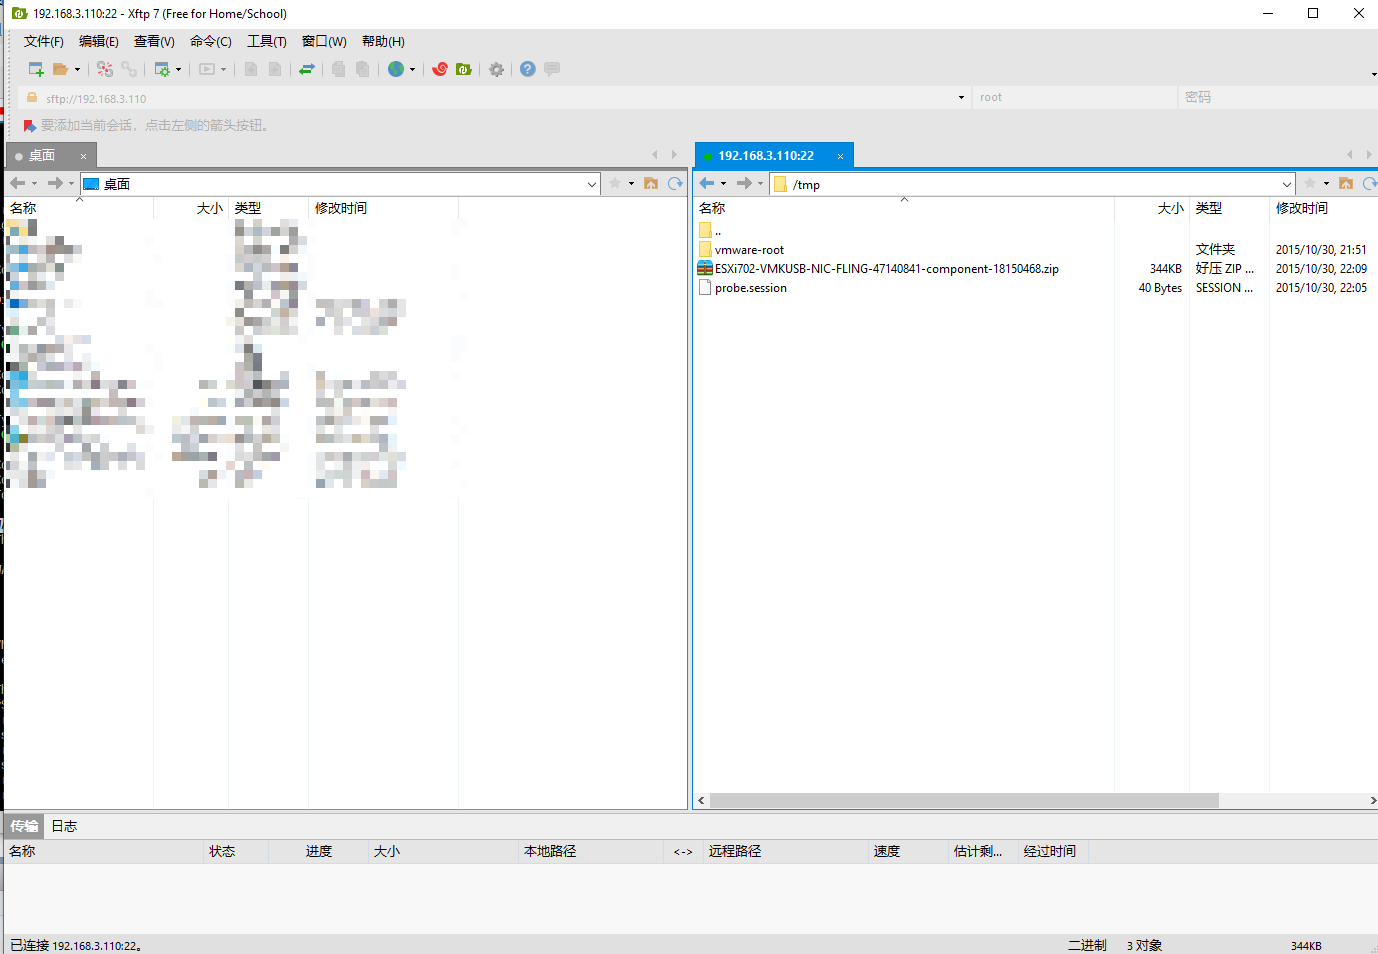 192.168.3.110:22 - Xftp 7 (Free for Home/School)
文件(F) 编辑(E) 查看(V) 命令(C) 工具(T) 窗口(W) 帮助(H)
sftp://192.168.3.110 root 密码
要添加当前会话，点击左侧的箭头按钮。
桌面 × 192.168.3.110:22 ×
桌面 /tmp
名称 大小 类型 修改时间 名称 大小 类型 修改时间
..
vmware-root 文件夹 2015/10/30, 21:51
ESXi702-VMKUSB-NIC-FLING-47140841-component-18150468.zip 344KB 好压 ZIP ... 2015/10/30, 22:09
probe.session 40 Bytes SESSION ... 2015/10/30, 22:05
传输 日志
名称 状态 进度 大小 本地路径 <-> 远程路径 速度 估计剩... 经过时间
已连接 192.168.3.110:22。 二进制 3 对象 344KB